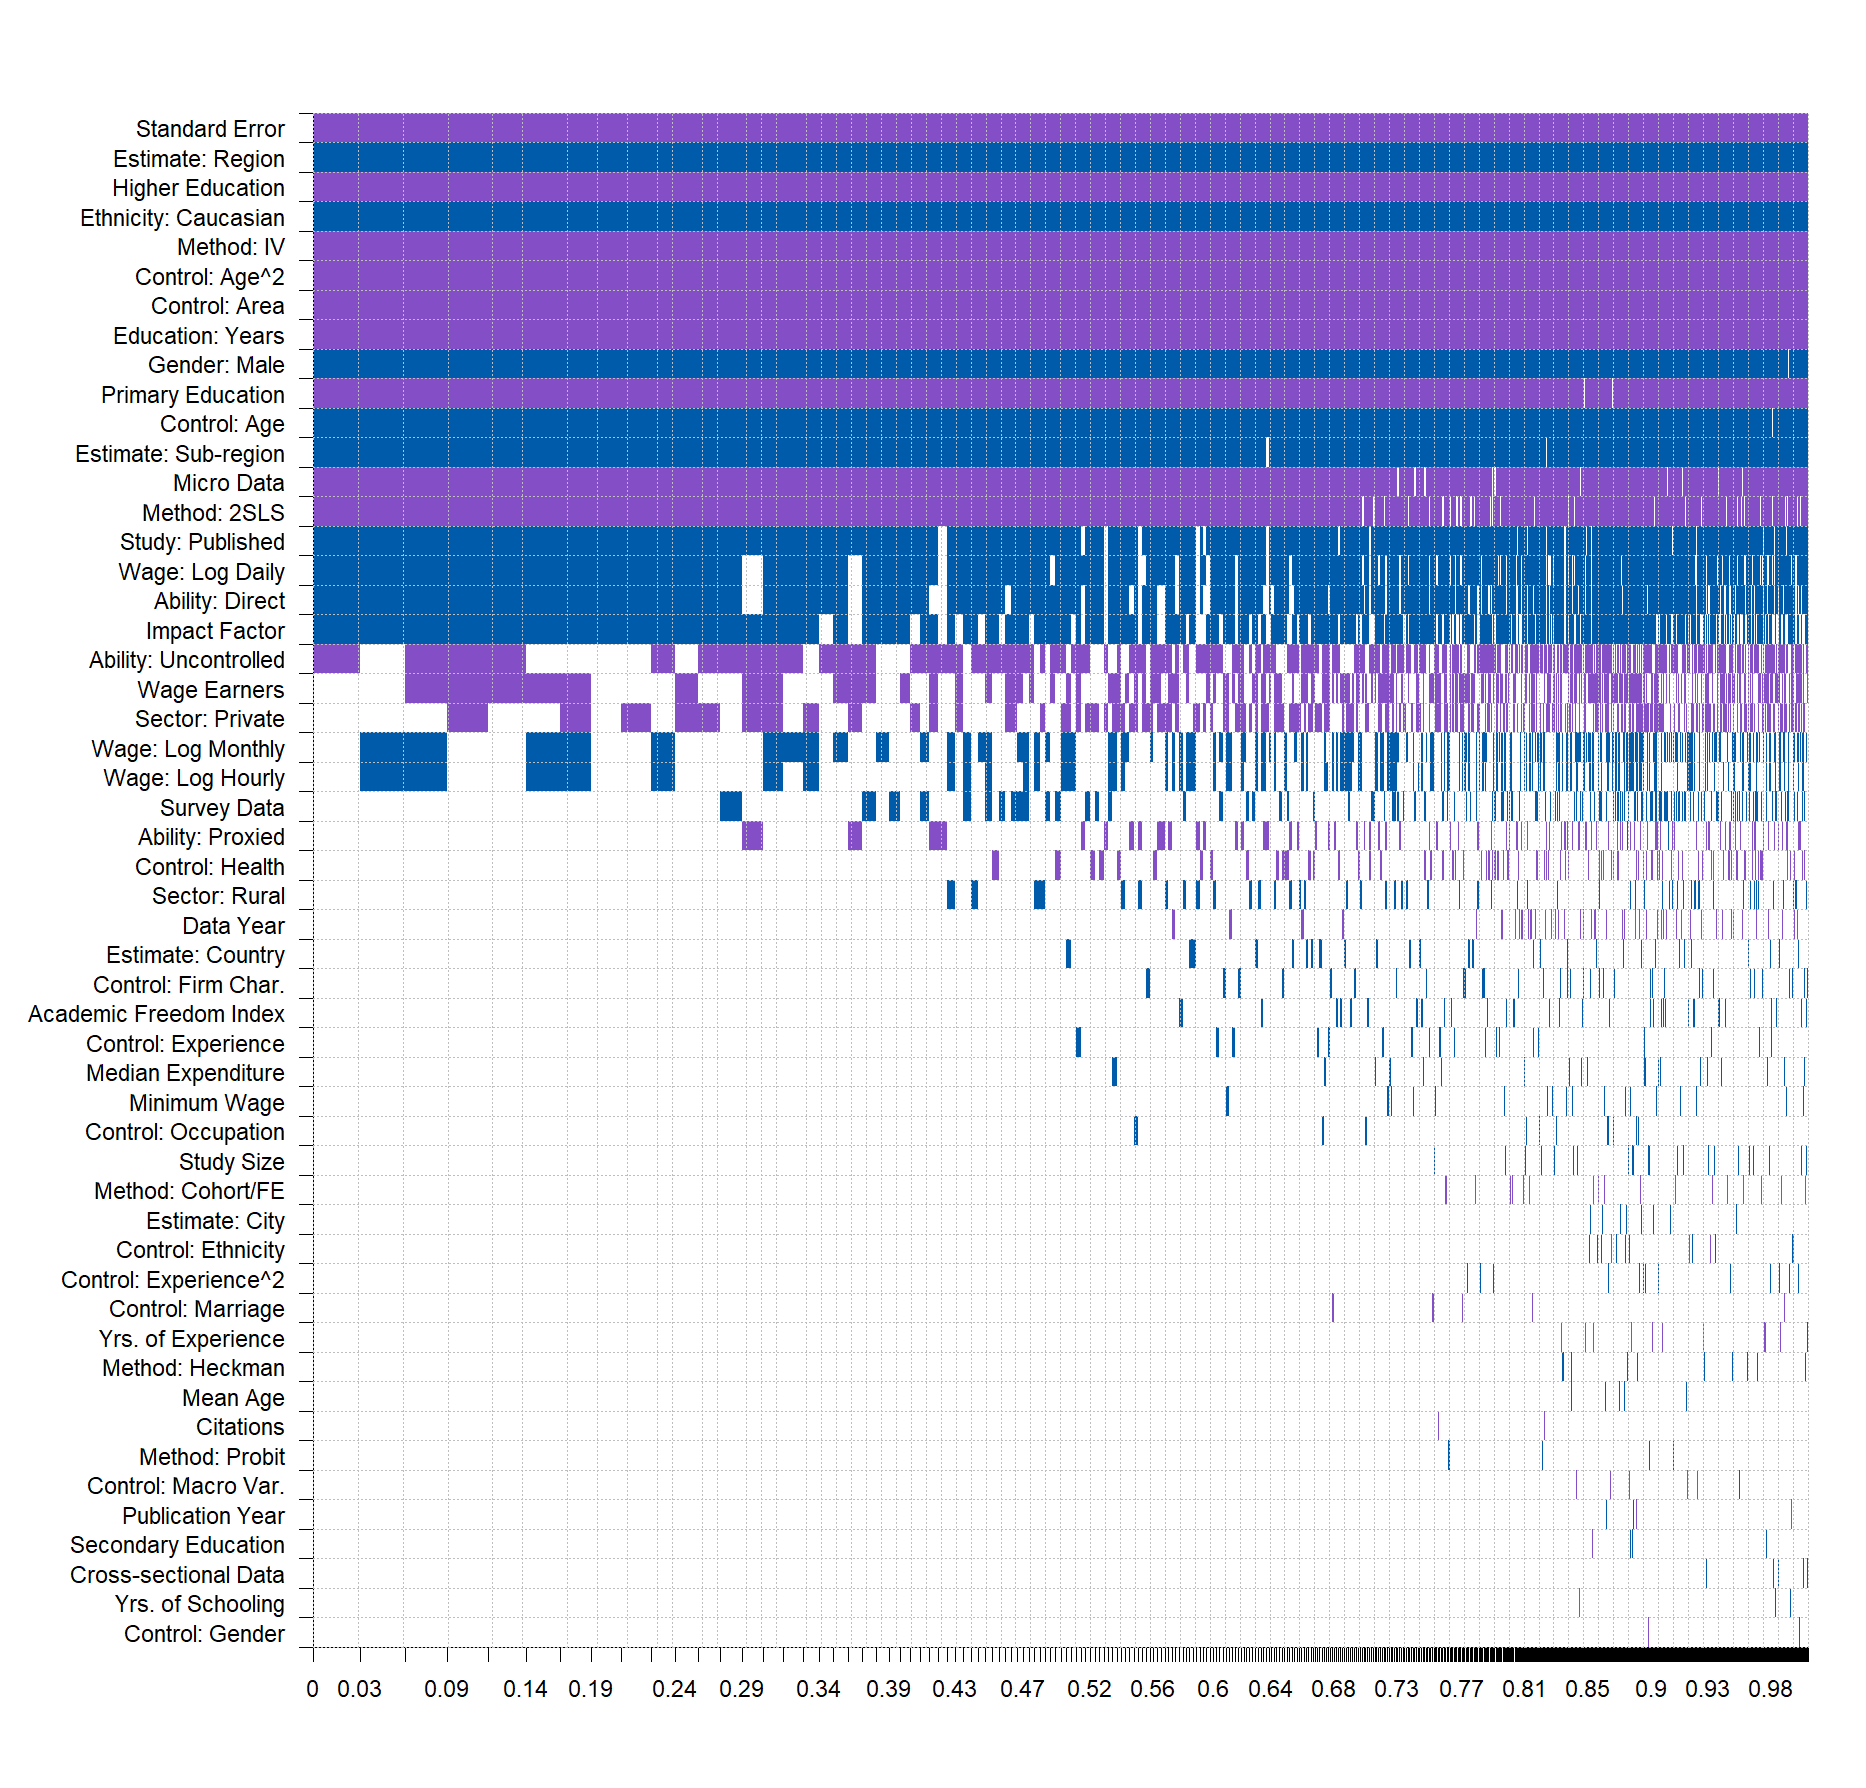 Standard Error
Estimate: Region
Higher Education
Ethnicity: Caucasian
Method: IV
Control: Age^2
Control: Area
Education: Years
Gender: Male
Primary Education
Control: Age
Estimate: Sub-region
Micro Data
Method: 2SLS
Study: Published
Wage: Log Daily
Ability: Direct
Impact Factor
Ability: Uncontrolled
Wage Earners
Sector: Private
Wage: Log Monthly
Wage: Log Hourly
Survey Data
Ability: Proxied
Control: Health
Sector: Rural
Data Year
Estimate: Country
Control: Firm Char.
Academic Freedom Index
Control: Experience
Median Expenditure
Minimum Wage
Control: Occupation
Study Size
Method: Cohort/FE
Estimate: City
Control: Ethnicity
Control: Experience^2
Control: Marriage
Yrs. of Experience
Method: Heckman
Mean Age
Citations
Method: Probit
Control: Macro Var.
Publication Year
Secondary Education
Cross-sectional Data
Yrs. of Schooling
Control: Gender
0 0.03 0.09 0.14 0.19 0.24 0.29 0.34 0.39 0.43 0.47 0.52 0.56 0.6 0.64 0.68 0.73 0.77 0.81 0.85 0.9 0.93 0.98